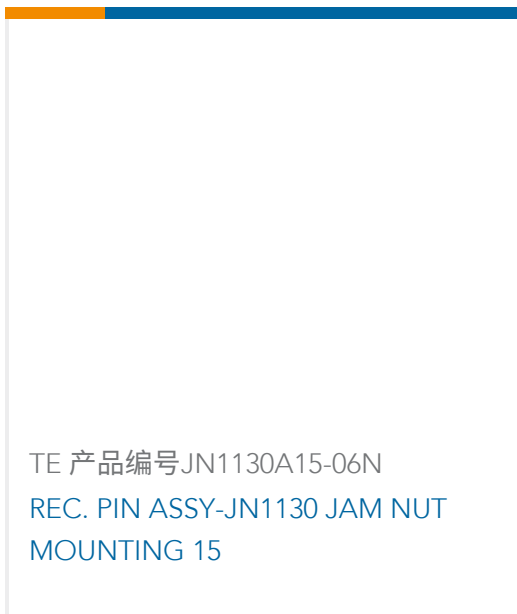 TE 产品编号JN1130A15-06N
REC. PIN ASSY-JN1130 JAM NUT
MOUNTING 15